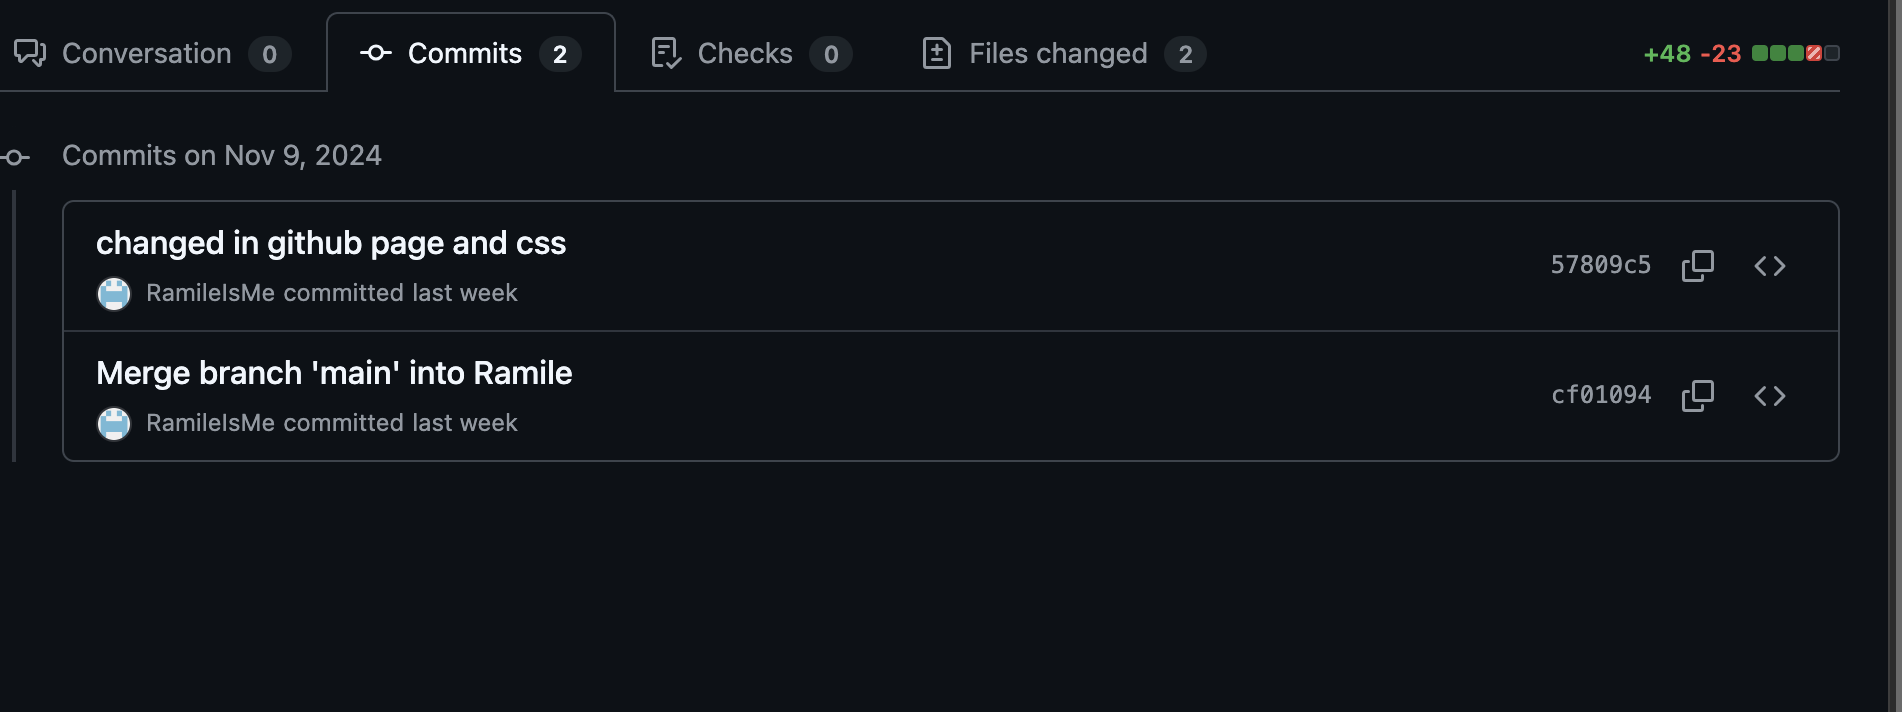 Conversation 0 Commits 2 Checks 0 Files changed 2 +48 -23
Commits on Nov 9, 2024
changed in github page and css
RamileIsMe committed last week
57809c5
Merge branch 'main' into Ramile
RamileIsMe committed last week
cf01094